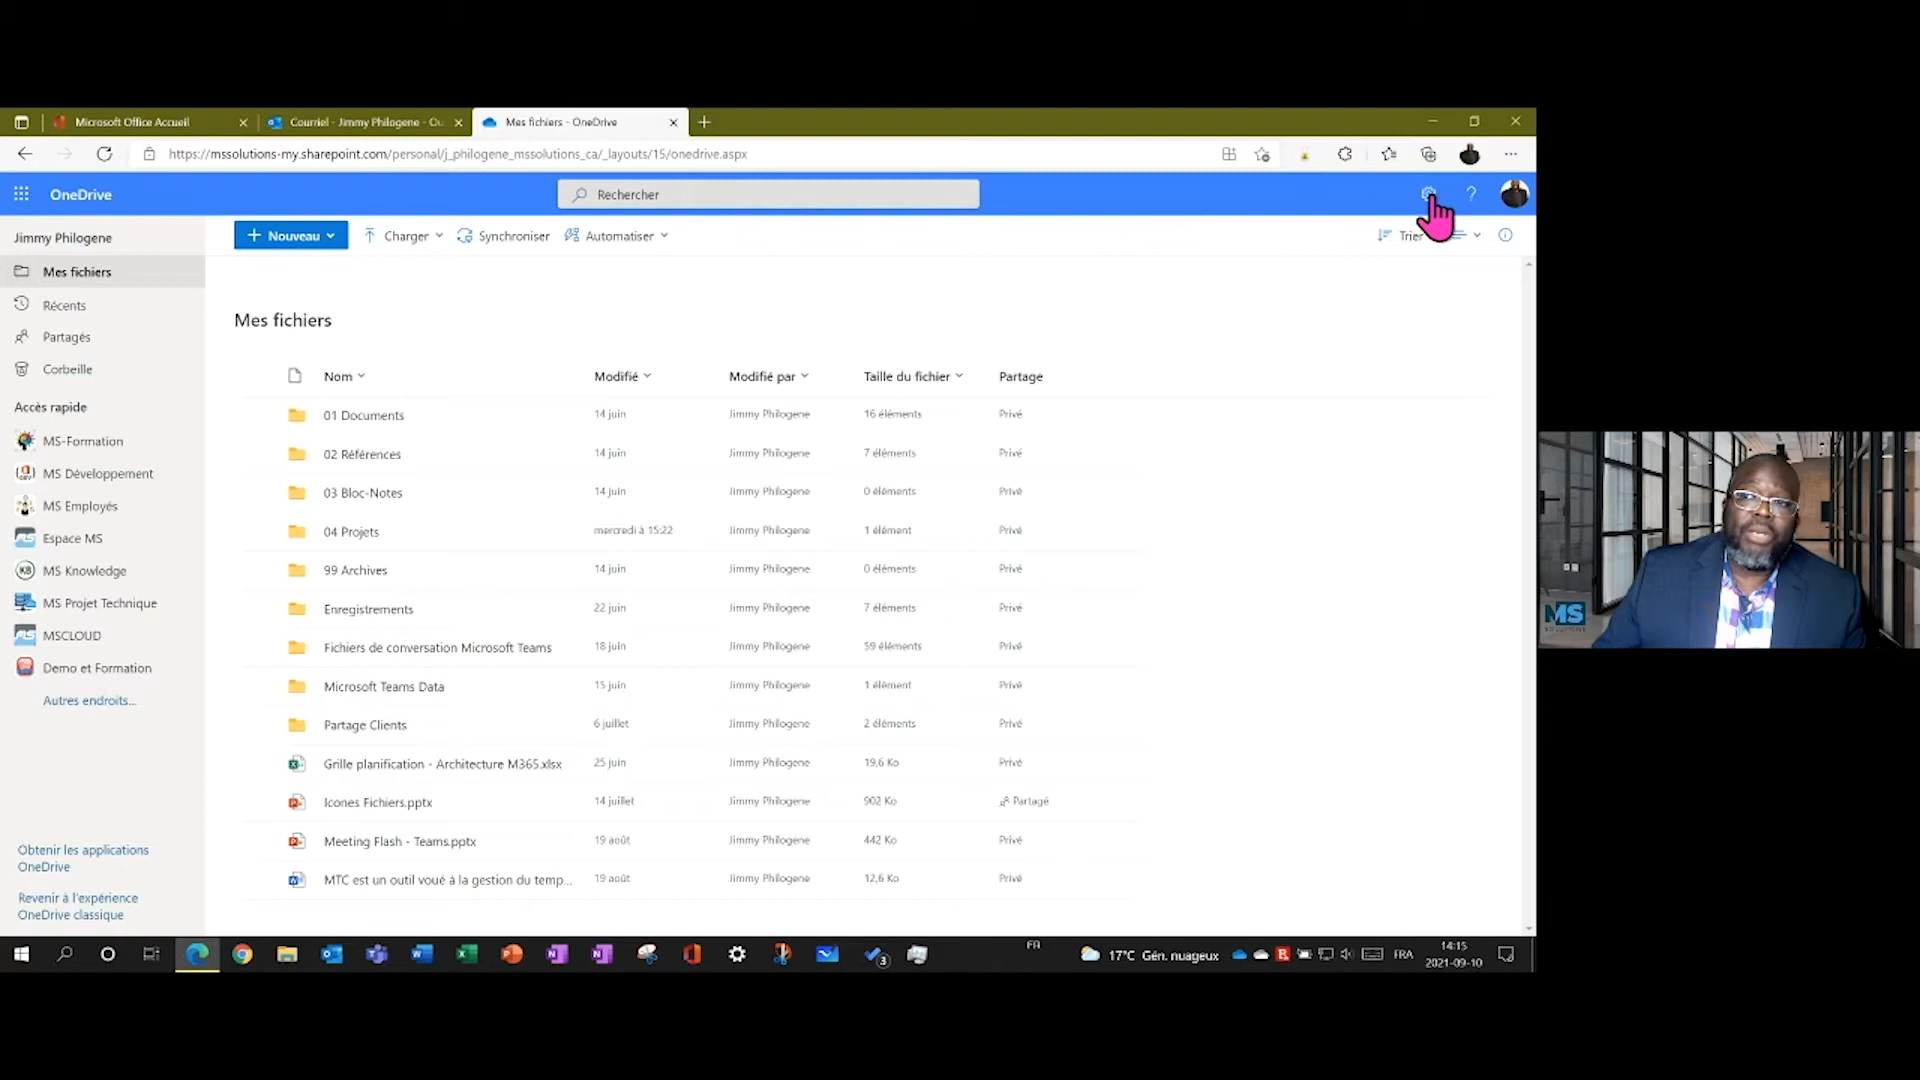 Microsoft Office Accueil
Courriel - Jimmy Philogene - Ou
Mes fichiers - OneDrive
https://mssolutions-my.sharepoint.com/personal/j_philogene_mssolutions_ca/_layouts/15/onedrive.aspx
OneDrive
Rechercher
?
Jimmy Philogene
Nouveau
Charger
Synchroniser
Automatiser
Trier
Mes fichiers
Récents
Partagés
Corbeille
Accès rapide
MS-Formation
MS Développement
MS Employés
Espace MS
MS Knowledge
MS Projet Technique
MSCLOUD
Demo et Formation
Autres endroits...
Obtenir les applications
OneDrive
Revenir à l'expérience
OneDrive classique
Mes fichiers
Nom Modifié Modifié par Taille du fichier Partage
01 Documents 14 juin Jimmy Philogene 16 éléments Privé
02 Références 14 juin Jimmy Philogene 7 éléments Privé
03 Bloc-Notes 14 juin Jimmy Philogene 0 éléments Privé
04 Projets mercredi à 15:22 Jimmy Philogene 1 élément Privé
99 Archives 14 juin Jimmy Philogene 0 éléments Privé
Enregistrements 22 juin Jimmy Philogene 7 éléments Privé
Fichiers de conversation Microsoft Teams 18 juin Jimmy Philogene 59 éléments Privé
Microsoft Teams Data 15 juin Jimmy Philogene 1 élément Privé
Partage Clients 6 juillet Jimmy Philogene 2 éléments Privé
Grille planification - Architecture M365.xlsx 25 juin Jimmy Philogene 19,6 Ko Privé
Icones Fichiers.pptx 14 juillet Jimmy Philogene 902 Ko Partagé
Meeting Flash - Teams.pptx 19 août Jimmy Philogene 442 Ko Privé
MTC est un outil voué à la gestion du temp... 19 août Jimmy Philogene 12,6 Ko Privé
MS
SOLUTIONS
3
FR
17°C Gén. nuageux
FRA
14:15
2021-09-10